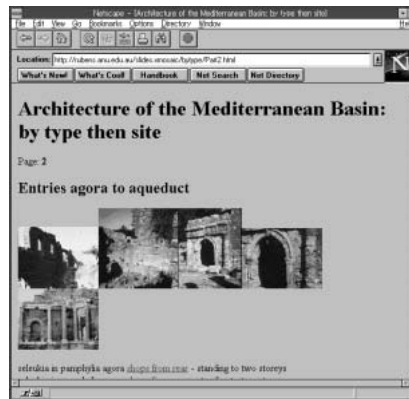 Netscape - [Architecture of the Mediterranean Basin: by type then site]
File Edit View Go Bookmarks Options Directory Window
Location: http://rubens.anu.edu.au/slides.xmosaic/bytype/Part2.html
N
What's New! What's Cool! Handbook Net Search Net Directory
Architecture of the Mediterranean Basin:
by type then site
Page: 2
Entries agora to aqueduct
seleukia in pamphyka agora shops from rear - standing to two storeys